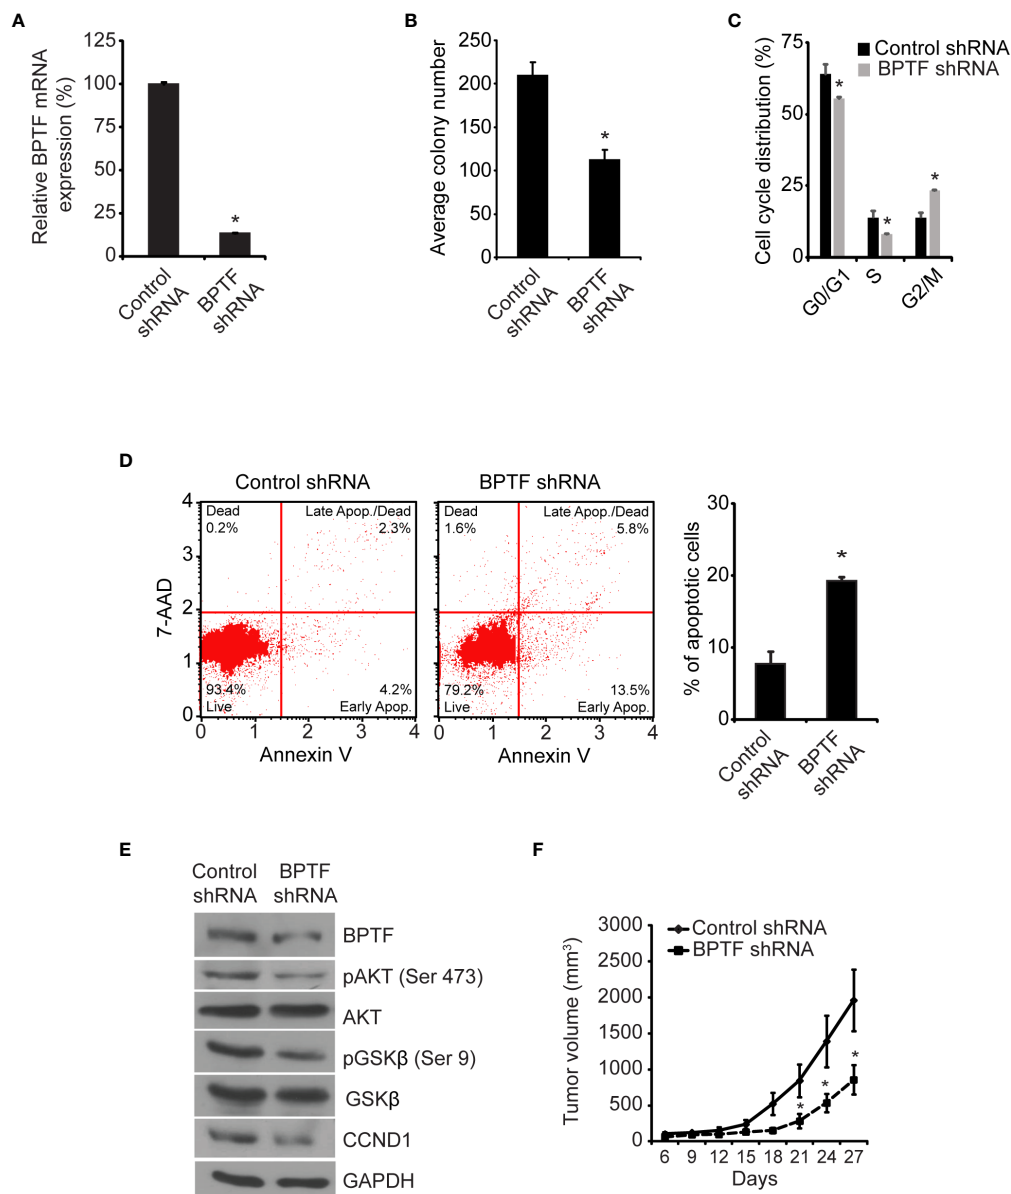 A
Relative BPTF mRNA
expression (%)
125
100
75
50
25
0
*
Control
shRNA
BPTF
shRNA
B
Average colony number
250
200
150
100
50
0
*
Control
shRNA
BPTF
shRNA
C
Cell cycle distribution (%)
75
50
25
0
Control shRNA
BPTF shRNA
*
*
*
G0/G1
S
G2/M
D
Control shRNA
7-AAD
4
3
2
1
0
Dead
0.2%
Late Apop./Dead
2.3%
93.4%
Live
4.2%
Early Apop.
0 1 2 3 4
Annexin V
BPTF shRNA
Dead
1.6%
Late Apop./Dead
5.8%
79.2%
Live
13.5%
Early Apop.
0 1 2 3 4
Annexin V
% of apoptotic cells
30
20
10
0
*
Control
shRNA
BPTF
shRNA
E
Control
shRNA
BPTF
shRNA
BPTF
pAKT (Ser 473)
AKT
pGSKβ (Ser 9)
GSKβ
CCND1
GAPDH
F
Tumor volume (mm³)
3000
2500
2000
1500
1000
500
0
Control shRNA
BPTF shRNA
*
*
*
6 9 12 15 18 21 24 27
Days